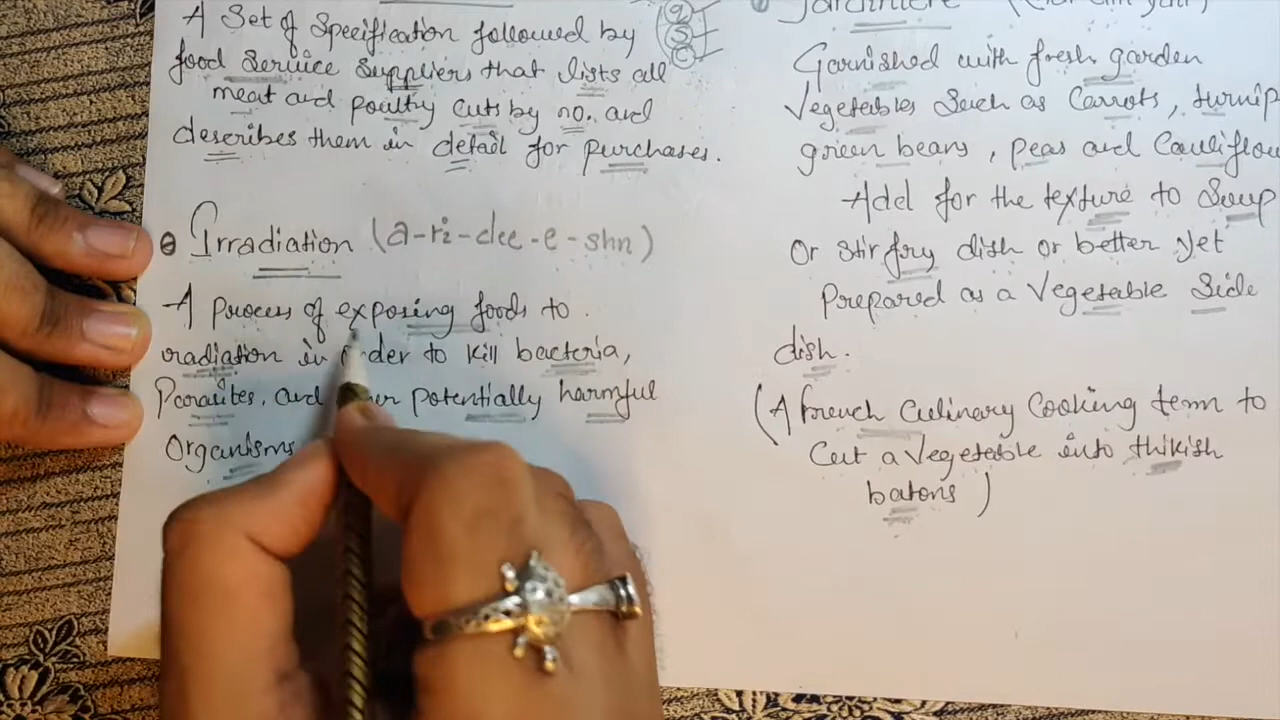 A Set of Specification followed by
food Service Suppliers that lists all
meat and poultry cuts by no. and
describes them in detail for purchases.
Irradiation (a-ri-dee-e-shn)
A process of exposing foods to
radiation in order to kill bacteria,
Parasites, and potentially harmful
Organisms
Garnished with fresh garden
Vegetables Such as Carrots, turnip
green beans, peas and Cauliflow
Add for the texture to Soup
Or stir fry dish or better yet
Prepared as a Vegetable Side
dish.
(A french Culinary Cooking term to
Cut a Vegetable into thikish
batons)